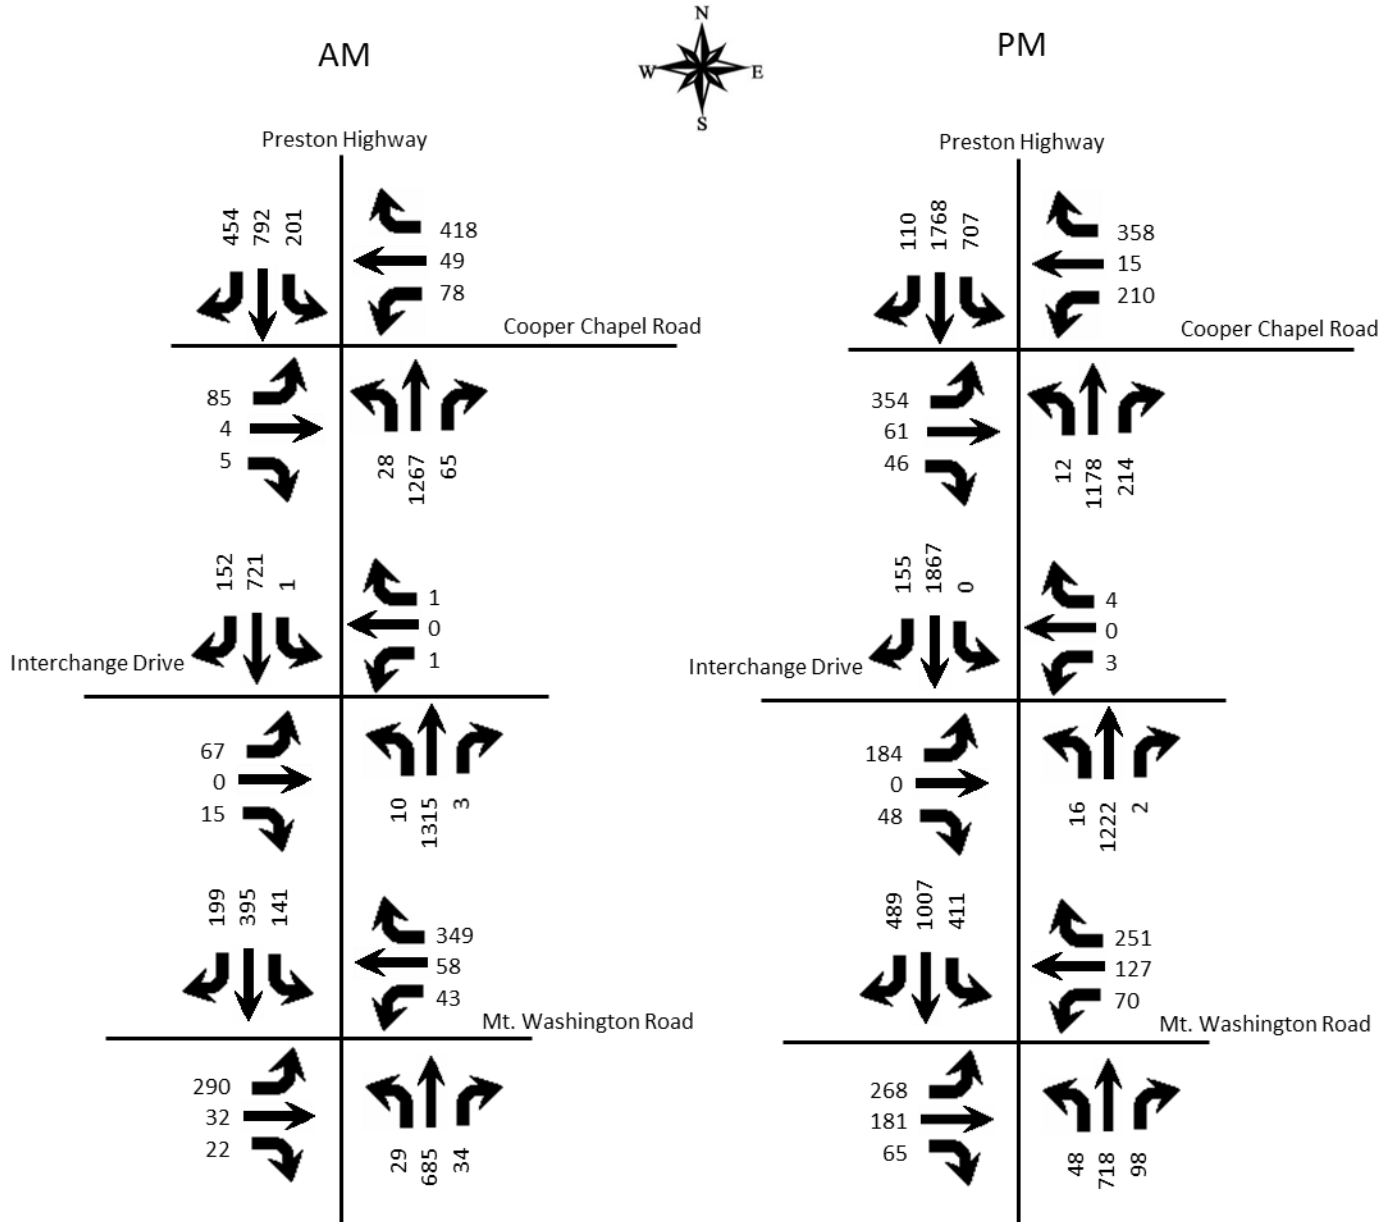 N
W E
S
AM
PM
Preston Highway
Preston Highway
454 792 201
418
49
78
110 1768 707
358
15
210
Cooper Chapel Road
Cooper Chapel Road
85
4
5
28 1267 65
354
61
46
12 1178 214
152 721 1
1
0
1
155 1867 0
4
0
3
Interchange Drive
Interchange Drive
67
0
15
10 1315 3
184
0
48
16 1222 2
199 395 141
349
58
43
489 1007 411
251
127
70
Mt. Washington Road
Mt. Washington Road
290
32
22
29 685 34
268
181
65
48 718 98